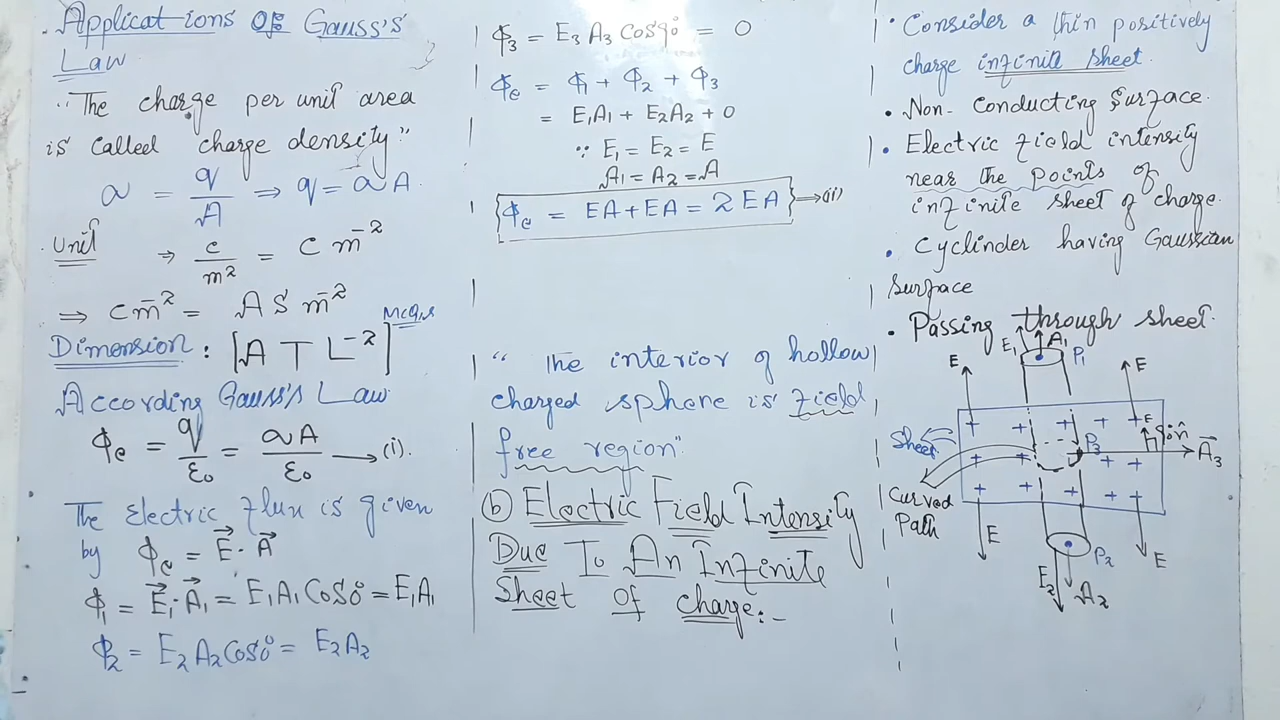 Applications of Gauss's
Law
"The charge per unit area
is called charge density"
σ = q/A ⇒ q = σA.
Unit ⇒ c/m² = C m⁻²
⇒ Cm⁻² = A S m⁻²
Mcq,s
Dimension : [A T L⁻²]
According Gauss's Law
Φe = q/ε₀ = σA/ε₀ → (i).
The Electric flux is given
by Φe = E⃗ · A⃗
Φ₁ = E⃗₁·A⃗₁ = E₁A₁ Cos0° = E₁A₁
Φ₂ = E₂A₂Cos0° = E₂A₂
Φ₃ = E₃ A₃ Cos90° = 0
Φe = Φ₁ + Φ₂ + Φ₃
= E₁A₁ + E₂A₂ + 0
∵ E₁ = E₂ = E
A₁ = A₂ = A
Φe = EA + EA = 2EA → (ii)
"The interior of hollow
charged sphere is field
free region"
(b) Electric Field Intensity
Due To An Infinite
Sheet of charge:-
• Consider a thin positively
charge infinite sheet.
• Non-Conducting Surface.
• Electric field intensity
near the points of
infinite sheet of charge.
• Cyclinder having Gaussian
surface
• Passing through sheet.
E E₁ A₁ P₁ E
Sheet P₃ E 90° n̂ A⃗₃
Curved
Path
E P₂ E
E₂ A₂